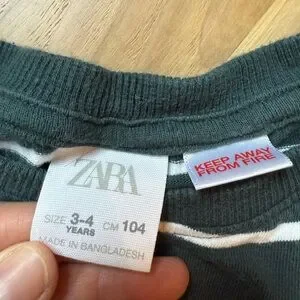 ZARA
SIZE 3-4 CM 104
YEARS
MADE IN BANGLADESH
KEEP AWAY
FROM FIRE